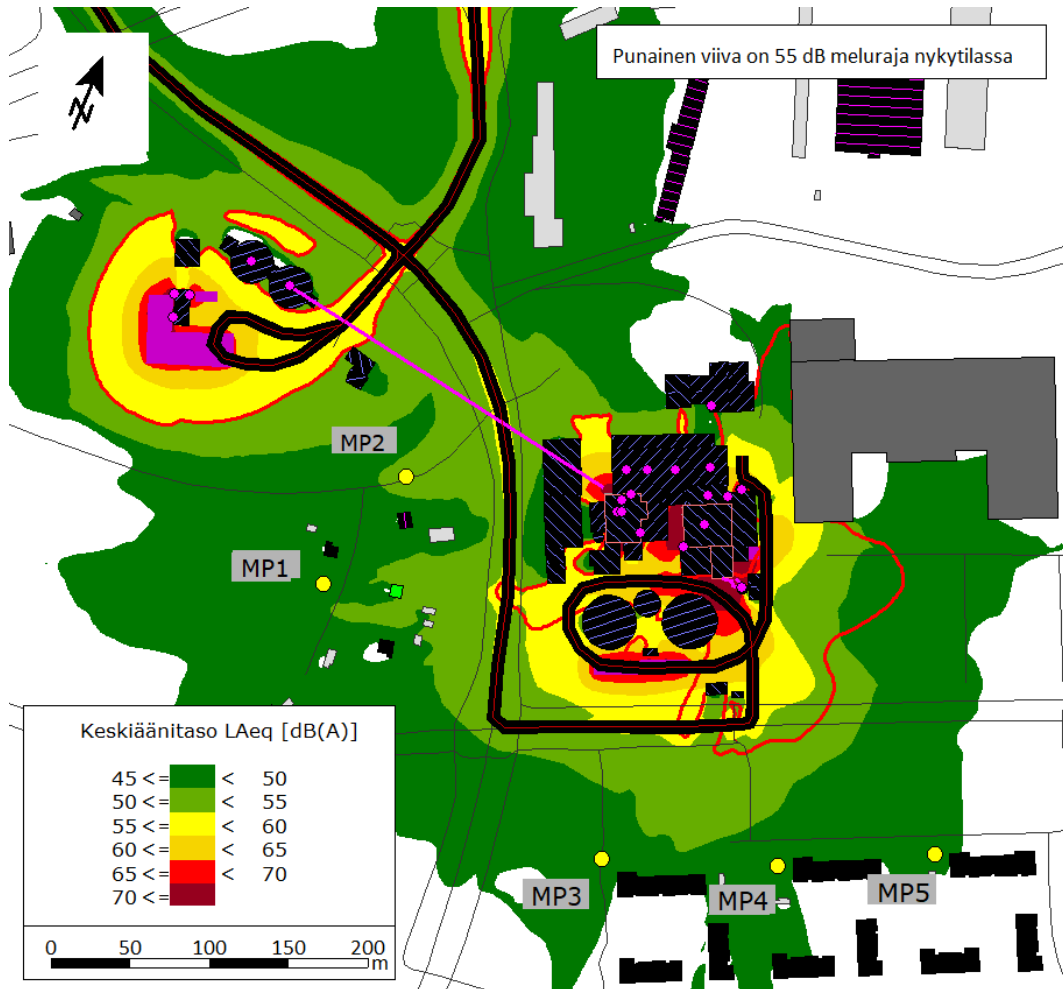 Punainen viiva on 55 dB meluraja nykytilassa
N
MP2
MP1
MP3
MP4
MP5
Keskiäänitaso LAeq [dB(A)]
45 <= < 50
50 <= < 55
55 <= < 60
60 <= < 65
65 <= < 70
70 <=
0 50 100 150 200
m